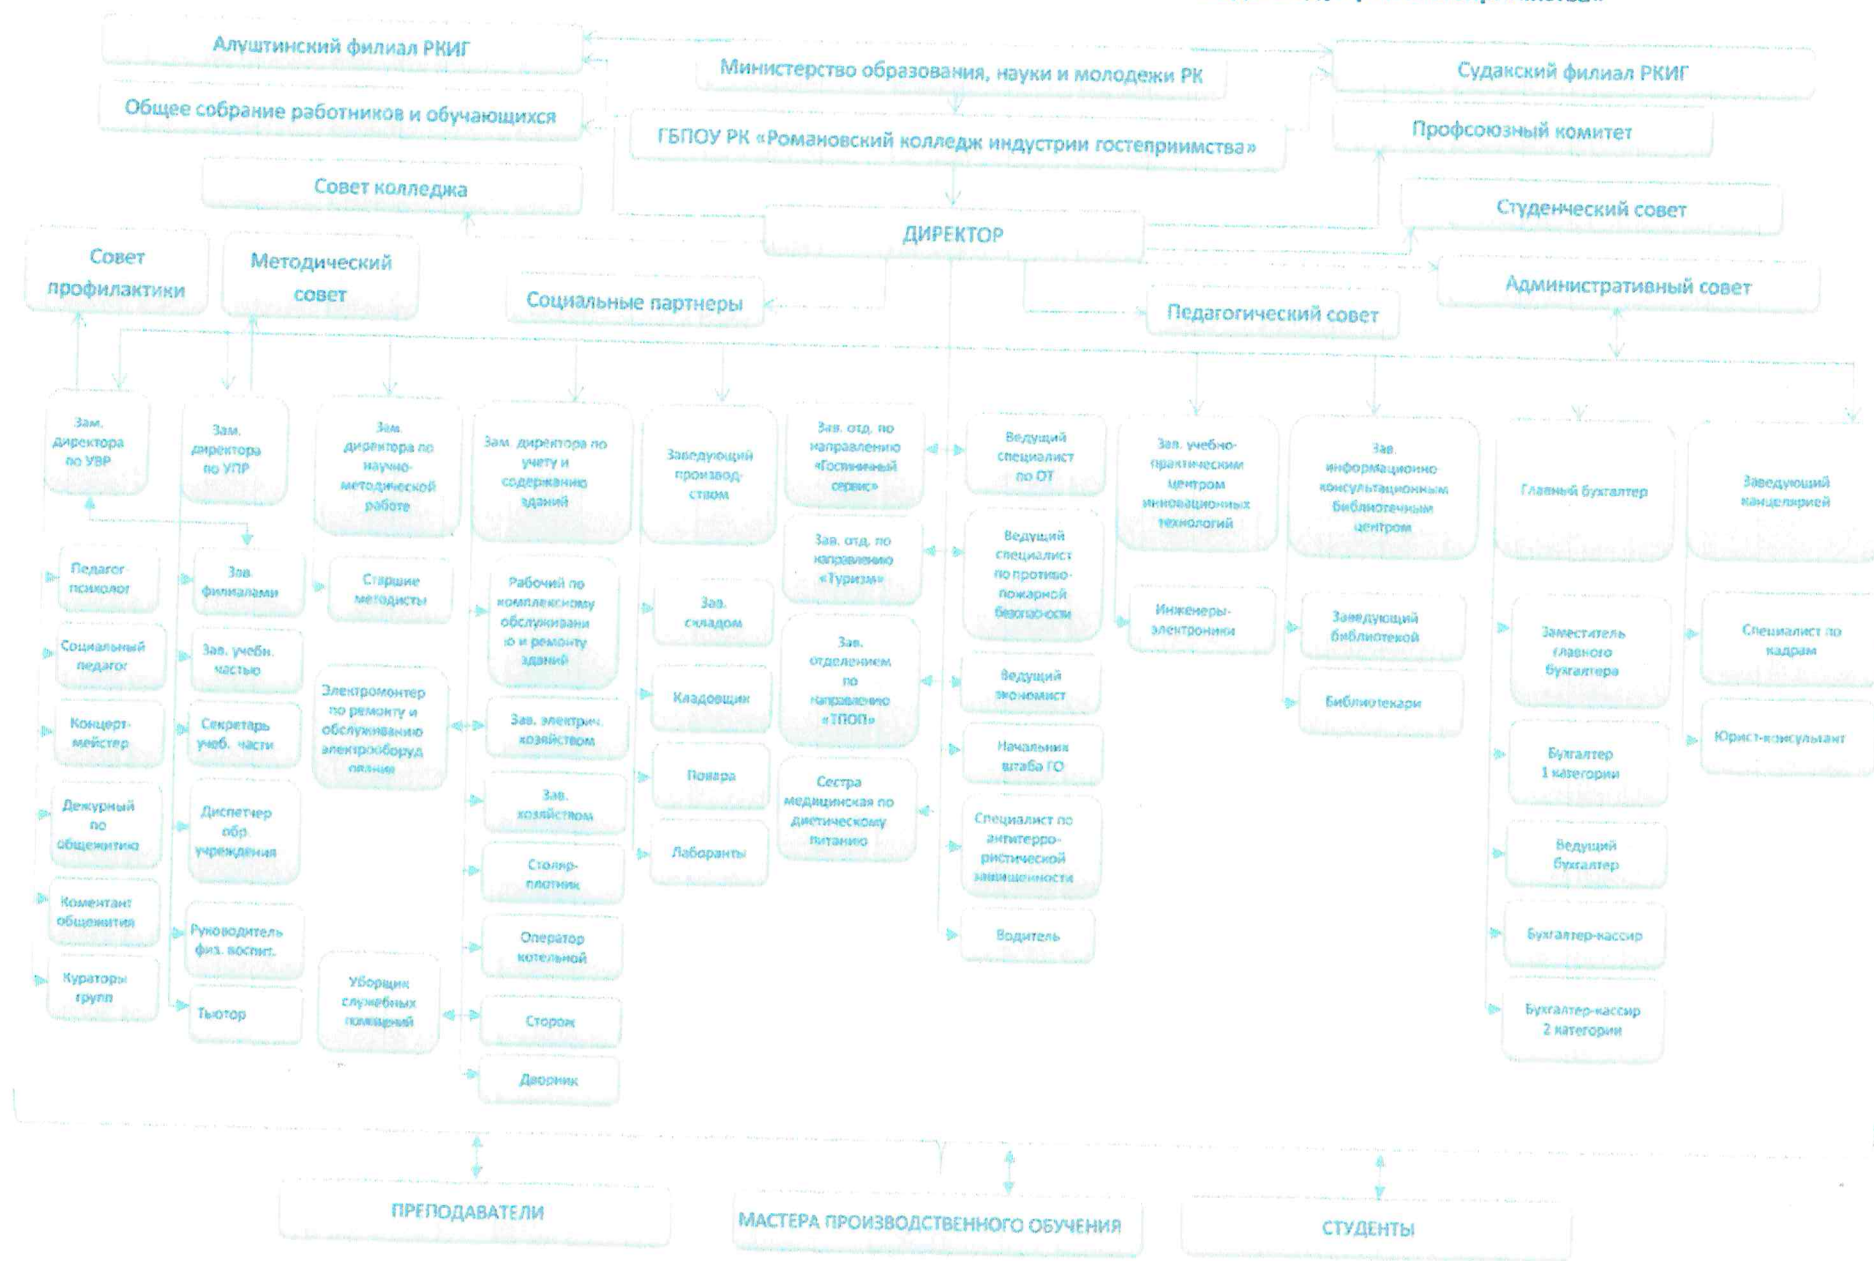 Алуштинский филиал РКИГ
Министерство образования, науки и молодежи РК
Судакский филиал РКИГ
Общее собрание работников и обучающихся
ГБПОУ РК «Романовский колледж индустрии гостеприимства»
Профсоюзный комитет
Совет колледжа
Студенческий совет
ДИРЕКТОР
Совет
профилактики
Методический
совет
Социальные партнеры
Педагогический совет
Административный совет
Зам.
директора
по УВР
Зам.
директора
по УПР
Зам.
директора по
научно-
методической
работе
Зам. директора по
учету и
содержанию
зданий
Заведующий
производ-
ством
Зав. отд. по
направлению
«Гостиничный
сервис»
Ведущий
специалист
по ОТ
Зав. учебно-
практическим
центром
инновационных
технологий
Зав.
информационно-
консультационным
библиотечным
центром
Главный бухгалтер
Заведующий
канцелярией
Педагог-
психолог
Социальный
педагог
Концерт-
мейстер
Дежурный
по
общежитию
Коментант
общежития
Кураторы
групп
Зав.
филиалами
Зав. учебн.
частью
Секретарь
учеб. части
Диспетчер
обр.
учреждения
Руководитель
физ. воспит.
Тьютор
Старшие
методисты
Электромонтер
по ремонту и
обслуживанию
электрооборуд
ования
Уборщик
служебных
помещений
Рабочий по
комплексному
обслуживани
ю и ремонту
зданий
Зав. электрич.
хозяйством
Зав.
хозяйством
Столяр-
плотник
Оператор
котельной
Сторож
Дворник
Зав.
складом
Кладовщик
Повара
Лаборанты
Зав. отд. по
направлению
«Туризм»
Зав.
отделением
по
направлению
«ТПОП»
Сестра
медицинская по
диетическому
питанию
Ведущий
специалист
по противо-
пожарной
безопасности
Ведущий
экономист
Начальник
штаба ГО
Специалист по
антитерро-
ристической
защищенности
Водитель
Инженеры-
электроники
Заведующий
библиотекой
Библиотекари
Заместитель
главного
бухгалтера
Бухгалтер
1 категории
Ведущий
бухгалтер
Бухгалтер-кассир
Бухгалтер-кассир
2 категории
Специалист по
кадрам
Юрист-консультант
ПРЕПОДАВАТЕЛИ
МАСТЕРА ПРОИЗВОДСТВЕННОГО ОБУЧЕНИЯ
СТУДЕНТЫ